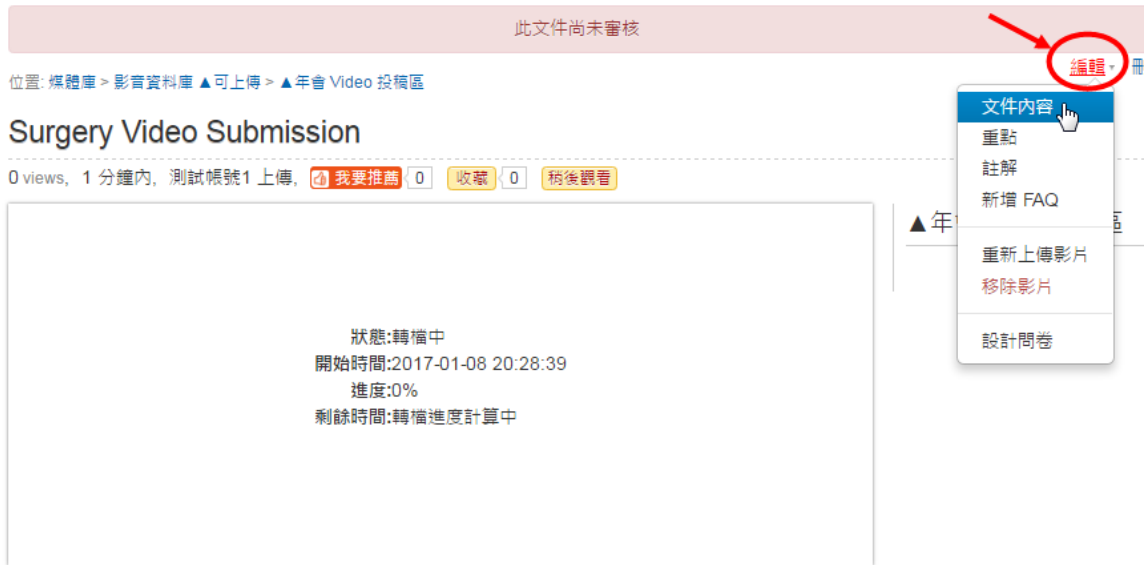 此文件尚未審核
編輯
位置: 媒體庫 > 影音資料庫 ▲可上傳 > ▲年會 Video 投稿區
文件內容
Surgery Video Submission
重點
0 views, 1 分鐘內, 測試帳號1 上傳, 我要推薦 0 收藏 0 稍後觀看
註解
新增 FAQ
▲年
區
重新上傳影片
移除影片
設計問卷
狀態:轉檔中
開始時間:2017-01-08 20:28:39
進度:0%
剩餘時間:轉檔進度計算中